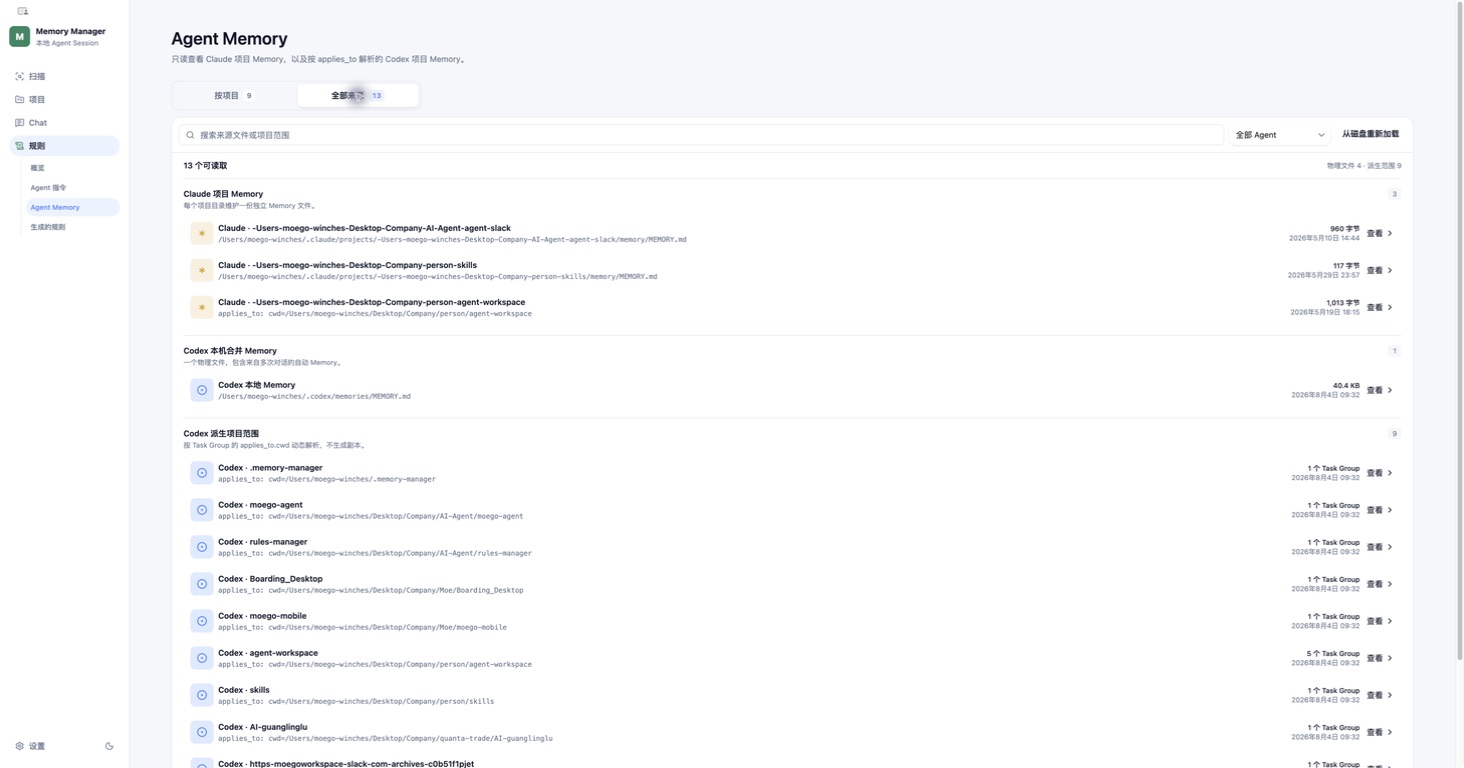 M
Memory Manager
本地 Agent Session
扫描
项目
Chat
规则
概览
Agent 指令
Agent Memory
生成的规则
设置
Agent Memory
只读查看 Claude 项目 Memory，以及按 applies_to 解析的 Codex 项目 Memory。
按项目 9
全部来源 13
搜索来源文件或项目范围
全部 Agent
从磁盘重新加载
13 个可读取
物理文件 4 · 派生范围 9
Claude 项目 Memory
3
每个项目目录维护一份独立 Memory 文件。
Claude · -Users-moego-winches-Desktop-Company-AI-Agent-agent-slack
/Users/moego-winches/.claude/projects/-Users-moego-winches-Desktop-Company-AI-Agent-agent-slack/memory/MEMORY.md
960 字节
2026年5月10日 14:44
查看
Claude · -Users-moego-winches-Desktop-Company-person-skills
/Users/moego-winches/.claude/projects/-Users-moego-winches-Desktop-Company-person-skills/memory/MEMORY.md
117 字节
2026年5月29日 23:57
查看
Claude · -Users-moego-winches-Desktop-Company-person-agent-workspace
applies_to: cwd=/Users/moego-winches/Desktop/Company/person/agent-workspace
1,013 字节
2026年5月19日 18:15
查看
Codex 本机合并 Memory
1
一个物理文件，包含来自多次对话的自动 Memory。
Codex 本地 Memory
/Users/moego-winches/.codex/memories/MEMORY.md
40.4 KB
2026年8月4日 09:32
查看
Codex 派生项目范围
9
按 Task Group 的 applies_to.cwd 动态解析，不生成副本。
Codex · .memory-manager
applies_to: cwd=/Users/moego-winches/.memory-manager
1 个 Task Group
2026年8月4日 09:32
查看
Codex · moego-agent
applies_to: cwd=/Users/moego-winches/Desktop/Company/AI-Agent/moego-agent
1 个 Task Group
2026年8月4日 09:32
查看
Codex · rules-manager
applies_to: cwd=/Users/moego-winches/Desktop/Company/AI-Agent/rules-manager
1 个 Task Group
2026年8月4日 09:32
查看
Codex · Boarding_Desktop
applies_to: cwd=/Users/moego-winches/Desktop/Company/Moe/Boarding_Desktop
1 个 Task Group
2026年8月4日 09:32
查看
Codex · moego-mobile
applies_to: cwd=/Users/moego-winches/Desktop/Company/Moe/moego-mobile
1 个 Task Group
2026年8月4日 09:32
查看
Codex · agent-workspace
applies_to: cwd=/Users/moego-winches/Desktop/Company/person/agent-workspace
5 个 Task Group
2026年8月4日 09:32
查看
Codex · skills
applies_to: cwd=/Users/moego-winches/Desktop/Company/person/skills
1 个 Task Group
2026年8月4日 09:32
查看
Codex · AI-guanglinglu
applies_to: cwd=/Users/moego-winches/Desktop/Company/quanta-trade/AI-guanglinglu
1 个 Task Group
2026年8月4日 09:32
查看
Codex · https-moegoworkspace-slack-com-archives-c0b51f1pjet
1 个 Task Group
查看